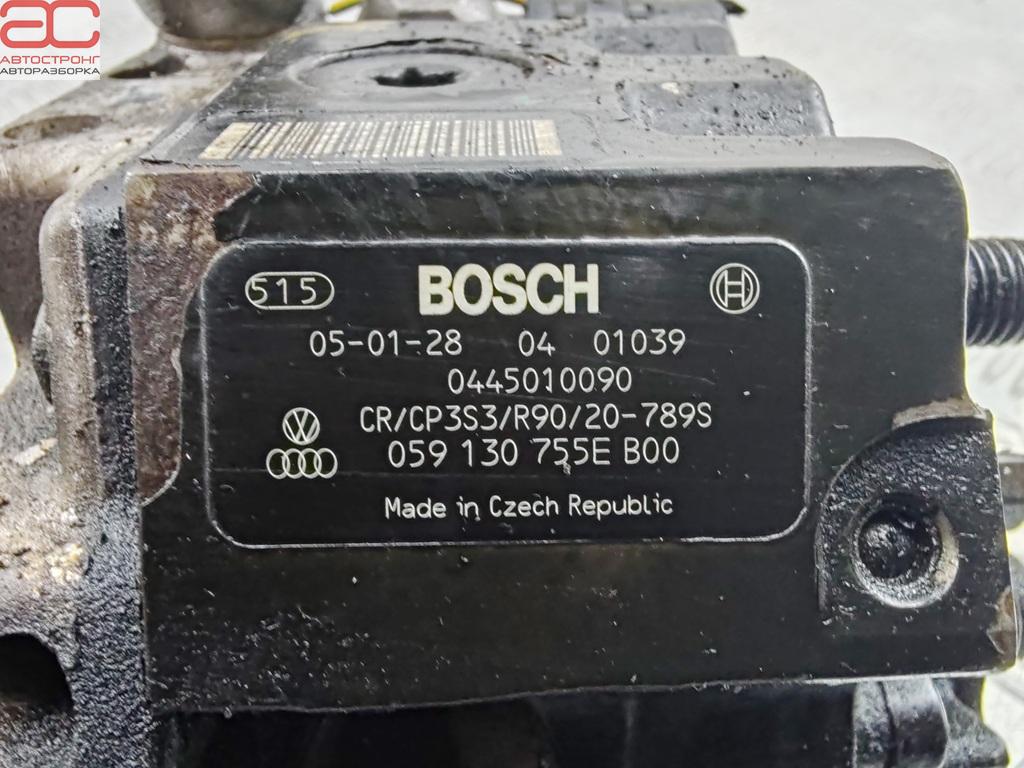 AC
АВТОСТРОНГ
АВТОРАЗБОРКА
515 BOSCH
05-01-28 04 01039
0445010090
CR/CP3S3/R90/20-789S
059 130 755E B00
Made in Czech Republic